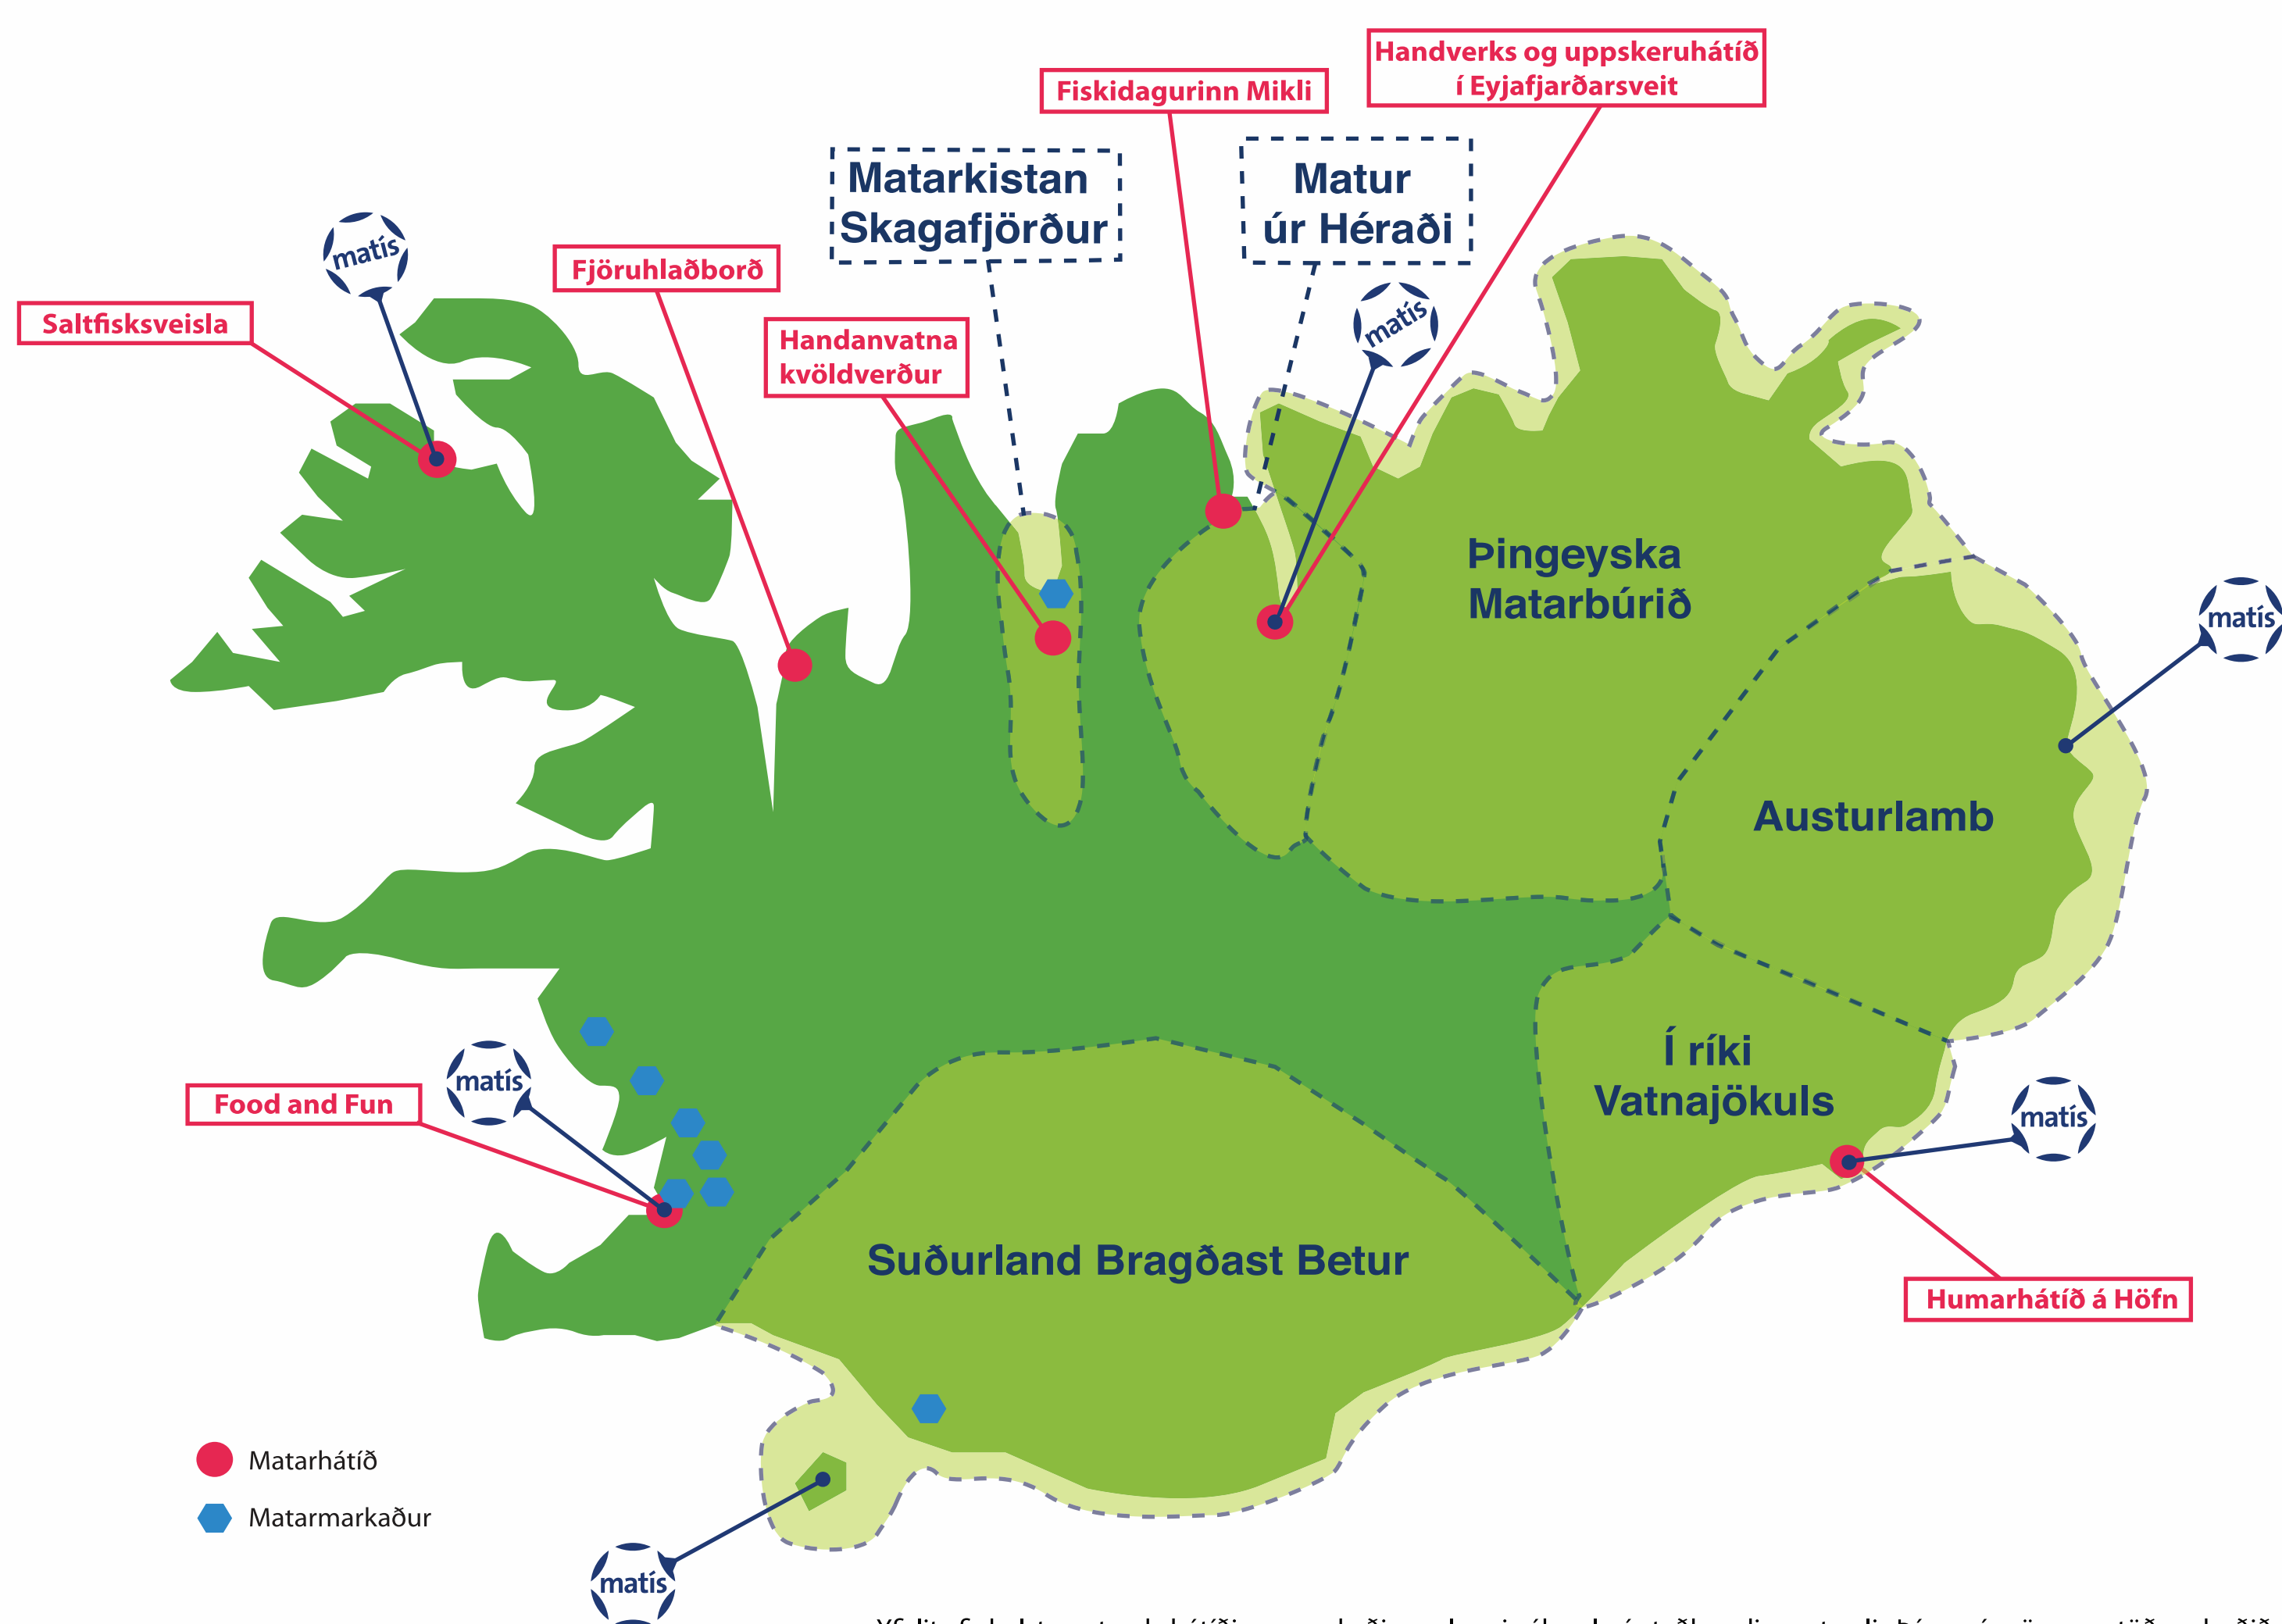 Handverks og uppskeruhátíð
í Eyjafjarðarsveit
Fiskidagurinn Mikli
Matarkistan
Skagafjörður
Matur
úr Héraði
matís
Fjöruhlaðborð
Saltfisksveisla
Handanvatna
kvöldverður
matís
Þingeyska
Matarbúrið
matís
Austurlamb
Í ríki
Vatnajökuls
matís
Food and Fun
matís
Suðurland Bragðast Betur
Humarhátíð á Höfn
Matarhátíð
Matarmarkaður
matís